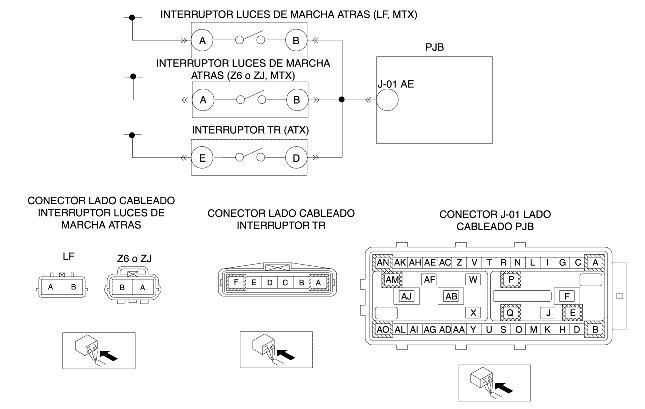 INTERRUPTOR LUCES DE MARCHA ATRAS (LF, MTX)
A B
INTERRUPTOR LUCES DE MARCHA
ATRAS (Z6 o ZJ, MTX)
A B
INTERRUPTOR TR (ATX)
E D
PJB
J-01 AE
CONECTOR LADO CABLEADO
INTERRUPTOR LUCES DE
MARCHA ATRAS
LF
A B
Z6 o ZJ
B A
CONECTOR LADO CABLEADO
INTERRUPTOR TR
F E D C B A
CONECTOR J-01 LADO
CABLEADO PJB
AN AK AH AE AC Z V T R N L I G C A
AM AF W P
AJ AB F
X Q J E
AO AL AI AG AD AA Y U S O M K H D B